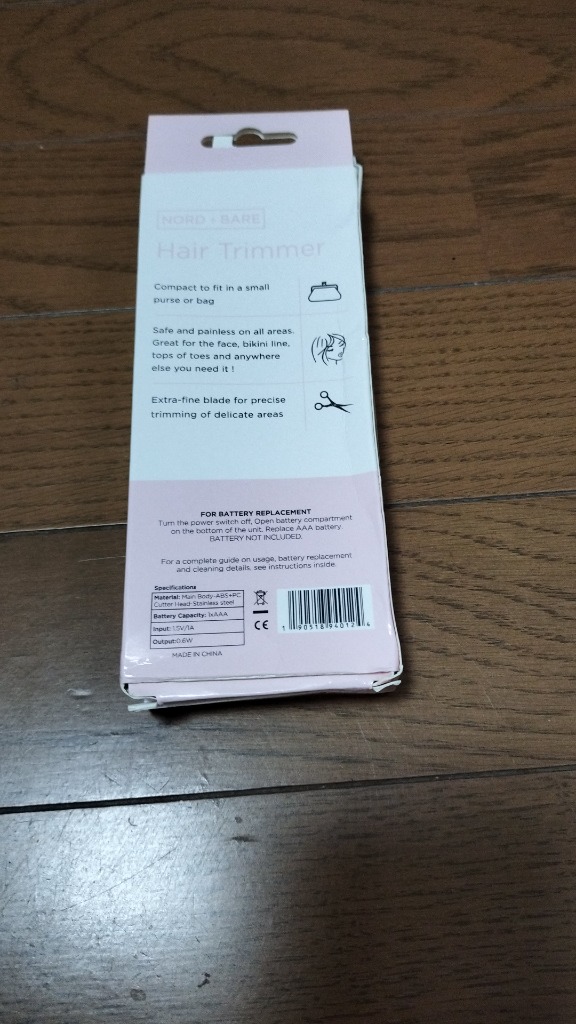 NORD + BARE
Hair Trimmer
Compact to fit in a small
purse or bag
Safe and painless on all areas.
Great for the face, bikini line,
tops of toes and anywhere
else you need it !
Extra-fine blade for precise
trimming of delicate areas
FOR BATTERY REPLACEMENT
Turn the power switch off, Open battery compartment
on the bottom of the unit. Replace AAA battery.
BATTERY NOT INCLUDED.
For a complete guide on usage, battery replacement
and cleaning details, see instructions inside.
Specifications
Material: Main Body-ABS+PC
Cutter Head-Stainless steel
Battery Capacity: 1xAAA
Input: 1.5V/1A
Output:0.6W
MADE IN CHINA
CE
1 90518 94012 4